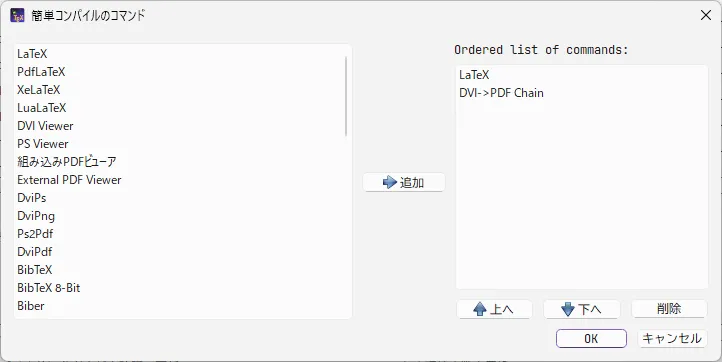 簡単コンパイルのコマンド
LaTeX
PdfLaTeX
XeLaTeX
LuaLaTeX
DVI Viewer
PS Viewer
組み込みPDFビューア
External PDF Viewer
DviPs
DviPng
Ps2Pdf
DviPdf
BibTeX
BibTeX 8-Bit
Biber
追加
Ordered list of commands:
LaTeX
DVI->PDF Chain
上へ
下へ
削除
OK
キャンセル